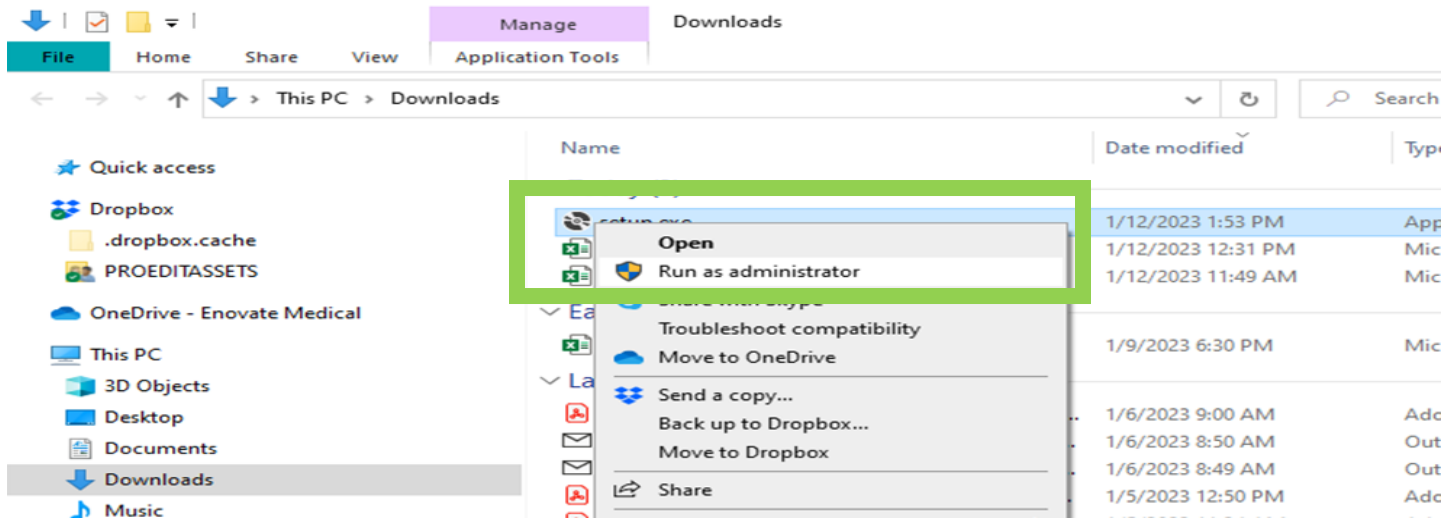 Manage
Downloads
File
Home
Share
View
Application Tools
This PC
Downloads
Search
Name
Date modified
Quick access
Dropbox
.dropbox.cache
PROEDITASSETS
OneDrive - Enovate Medical
This PC
3D Objects
Desktop
Documents
Downloads
Music
setup.exe
1/12/2023 1:53 PM
App
1/12/2023 12:31 PM
Mic
1/12/2023 11:49 AM
Mic
Ea
1/9/2023 6:30 PM
Mic
La
1/6/2023 9:00 AM
Ado
1/6/2023 8:50 AM
Out
1/6/2023 8:49 AM
Out
1/5/2023 12:50 PM
Ado
Open
Run as administrator
Share with Skype
Troubleshoot compatibility
Move to OneDrive
Send a copy...
Back up to Dropbox...
Move to Dropbox
Share